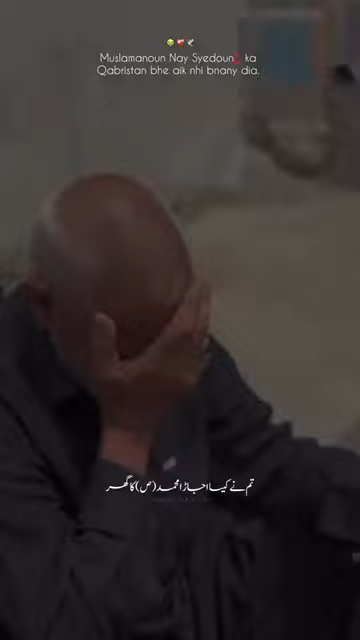 😢 ❤️‍🩹 🕊️
Muslamanoun Nay Syedoun ka
Qabristan bhe aik nhi bnany dia.
تم نے کیسا اجاڑا محمد (ص) کا گھر